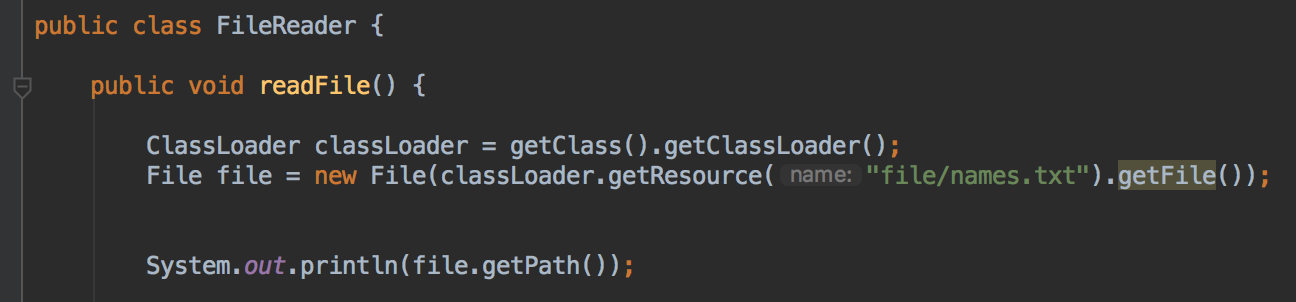 public class FileReader {
public void readFile() {
ClassLoader classLoader = getClass().getClassLoader();
File file = new File(classLoader.getResource( name: "file/names.txt").getFile());
System.out.println(file.getPath());